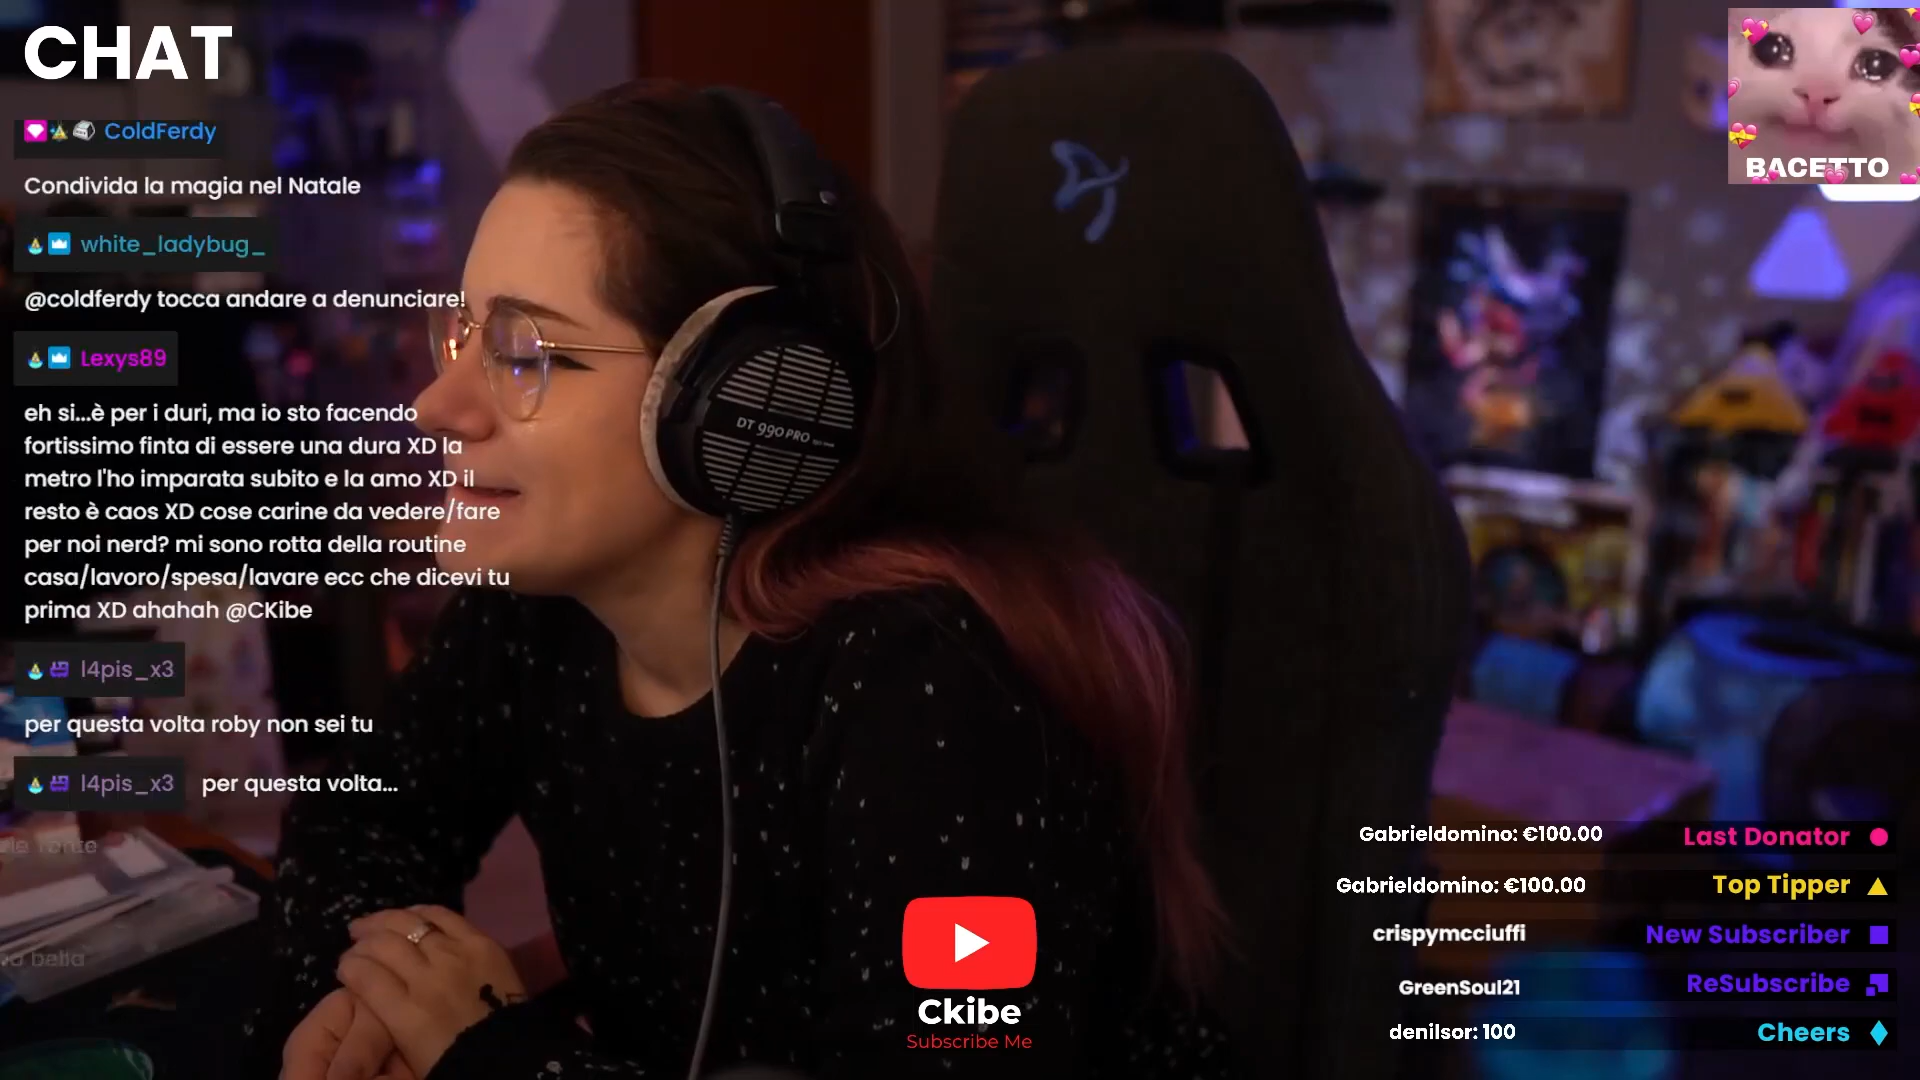 CHAT
ColdFerdy
Condivida la magia nel Natale
white_ladybug_
@coldferdy tocca andare a denunciare!
Lexys89
eh si...è per i duri, ma io sto facendo
fortissimo finta di essere una dura XD la
metro l'ho imparata subito e la amo XD il
resto è caos XD cose carine da vedere/fare
per noi nerd? mi sono rotta della routine
casa/lavoro/spesa/lavare ecc che dicevi tu
prima XD ahahah @CKibe
l4pis_x3
per questa volta roby non sei tu
l4pis_x3 per questa volta...
DT 990 PRO
BACETTO
Ckibe
Subscribe Me
Gabrieldomino: €100.00 Last Donator
Gabrieldomino: €100.00 Top Tipper
crispymcciuffi New Subscriber
GreenSoul21 ReSubscribe
denilsor: 100 Cheers